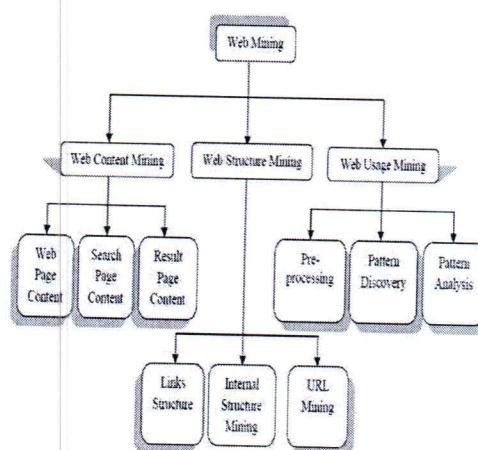 Web Mining
Web Content Mining
Web Structure Mining
Web Usage Mining
Web
Page
Content
Search
Page
Content
Result
Page
Content
Pre-
processing
Pattern
Discovery
Pattern
Analysis
Links
Structure
Internal
Structure
Mining
URL
Mining